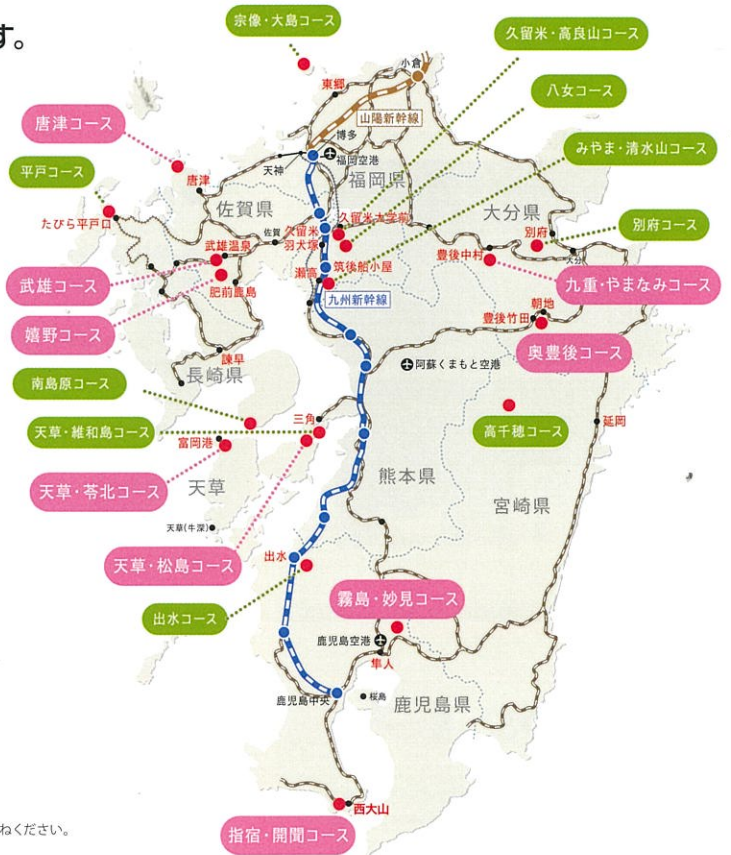 す。
宗像・大島コース
久留米・高良山コース
小倉
東郷
八女コース
山陽新幹線
唐津コース
博多
みやま・清水山コース
天神
福岡空港
平戸コース
唐津
福岡県
佐賀県
大分県
たびら平戸口
久留米
久留米大学前
別府コース
佐賀
武雄温泉
羽犬塚
別府
大分
武雄コース
瀬高
筑後船小屋
豊後中村
九重・やまなみコース
肥前鹿島
九州新幹線
嬉野コース
朝地
豊後竹田
奥豊後コース
諫早
阿蘇くまもと空港
南島原コース
長崎県
三角
高千穂コース
延岡
天草・維和島コース
富岡港
熊本県
天草・苓北コース
天草
宮崎県
天草(牛深)
天草・松島コース
出水
霧島・妙見コース
出水コース
鹿児島空港
隼人
鹿児島中央
桜島
鹿児島県
西大山
ねください。
指宿・開聞コース